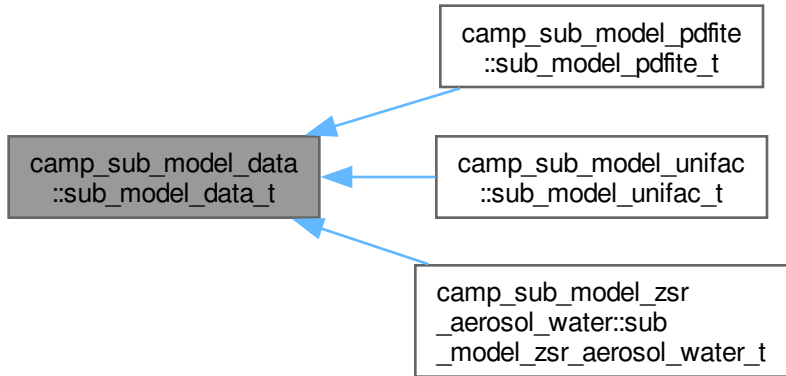 camp_sub_model_pdfite
::sub_model_pdfite_t
camp_sub_model_data
::sub_model_data_t
camp_sub_model_unifac
::sub_model_unifac_t
camp_sub_model_zsr
_aerosol_water::sub
_model_zsr_aerosol_water_t